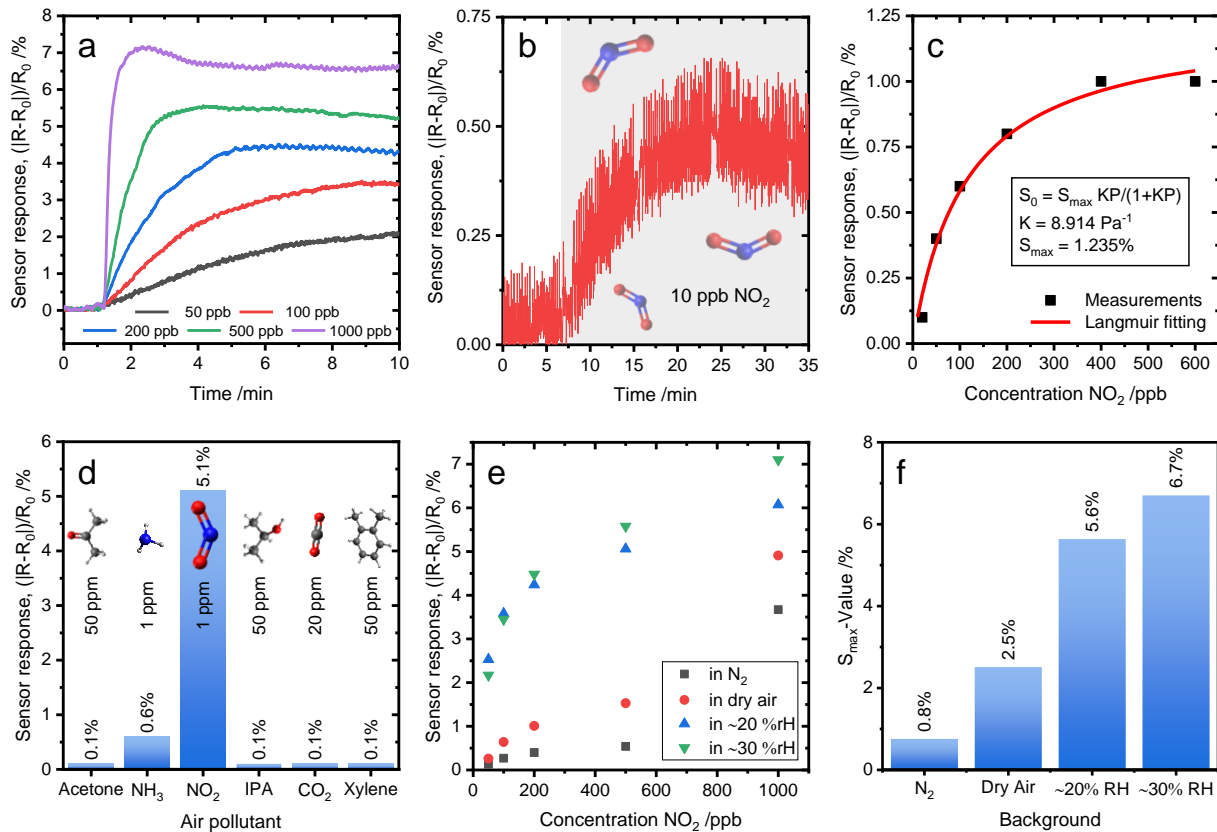 a
Sensor response, (|R-R₀|)/R₀ /%
8
7
6
5
4
3
2
1
0
0 2 4 6 8 10
50 ppb 100 ppb
200 ppb 500 ppb 1000 ppb
Time /min
b
Sensor response, (|R-R₀|)/R₀ /%
0.75
0.50
0.25
0.00
10 ppb NO₂
0 5 10 15 20 25 30 35
Time /min
c
Sensor response, (|R-R₀|)/R₀ /%
1.25
1.00
0.75
0.50
0.25
0.00
S₀ = Sₘₐₓ KP/(1+KP)
K = 8.914 Pa⁻¹
Sₘₐₓ = 1.235%
Measurements
Langmuir fitting
0 100 200 300 400 500 600
Concentration NO₂ /ppb
d
Sensor response, (|R-R₀|)/R₀ /%
6
5
4
3
2
1
0
0.1% 0.6% 5.1% 0.1% 0.1% 0.1%
50 ppm 1 ppm 1 ppm 50 ppm 20 ppm 50 ppm
Acetone NH₃ NO₂ IPA CO₂ Xylene
Air pollutant
e
Sensor response, (|R-R₀|)/R₀ /%
7
6
5
4
3
2
1
0
in N₂
in dry air
in ~20 %rH
in ~30 %rH
0 200 400 600 800 1000
Concentration NO₂ /ppb
f
Sₘₐₓ-Value /%
8
6
4
2
0
0.8% 2.5% 5.6% 6.7%
N₂ Dry Air ~20% RH ~30% RH
Background